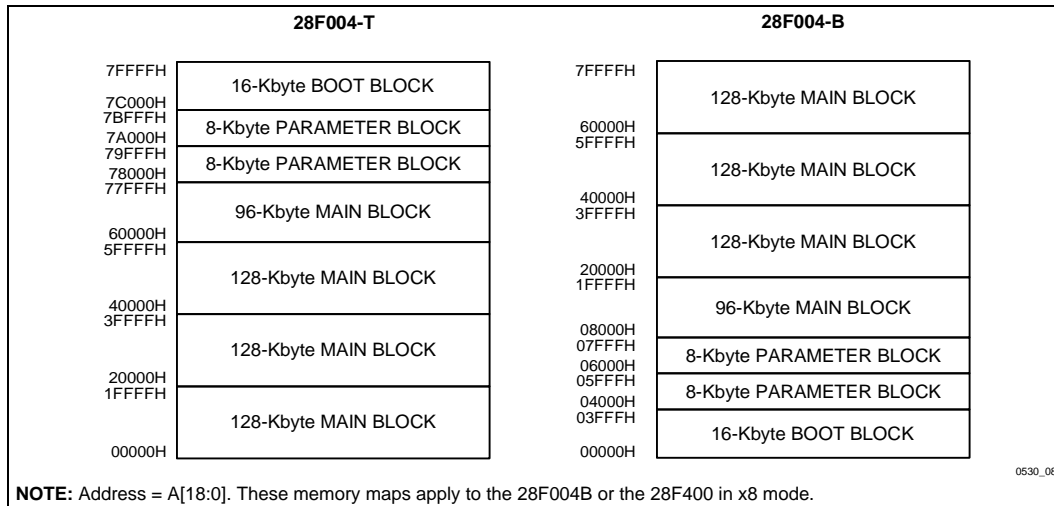 28F004-T
7FFFFH
16-Kbyte BOOT BLOCK
7C000H
7BFFFH
8-Kbyte PARAMETER BLOCK
7A000H
79FFFH
8-Kbyte PARAMETER BLOCK
78000H
77FFFH
96-Kbyte MAIN BLOCK
60000H
5FFFFH
128-Kbyte MAIN BLOCK
40000H
3FFFFH
128-Kbyte MAIN BLOCK
20000H
1FFFFH
128-Kbyte MAIN BLOCK
00000H
28F004-B
7FFFFH
128-Kbyte MAIN BLOCK
60000H
5FFFFH
128-Kbyte MAIN BLOCK
40000H
3FFFFH
128-Kbyte MAIN BLOCK
20000H
1FFFFH
96-Kbyte MAIN BLOCK
08000H
07FFFH
8-Kbyte PARAMETER BLOCK
06000H
05FFFH
8-Kbyte PARAMETER BLOCK
04000H
03FFFH
16-Kbyte BOOT BLOCK
00000H
0530_08
NOTE: Address = A[18:0]. These memory maps apply to the 28F004B or the 28F400 in x8 mode.